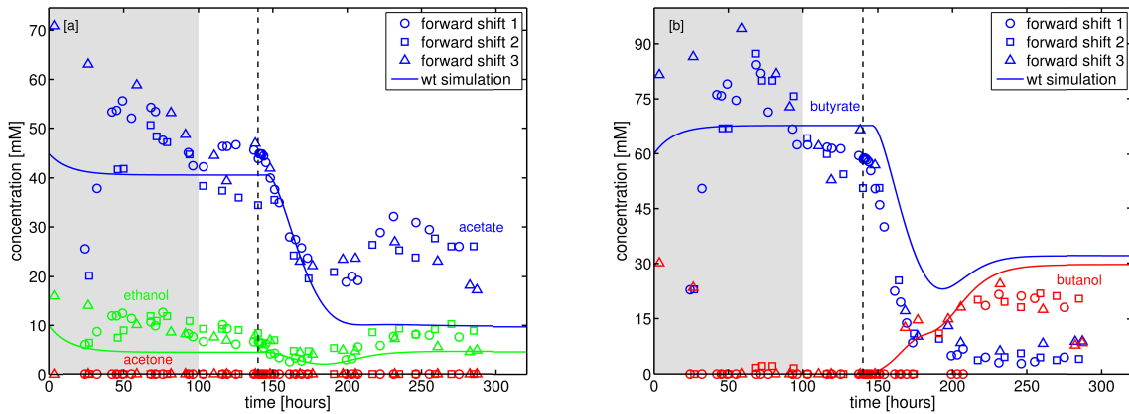 [a]
forward shift 1
forward shift 2
forward shift 3
wt simulation
acetate
ethanol
acetone
concentration [mM]
0 10 20 30 40 50 60 70
0 50 100 150 200 250 300
time [hours]
[b]
forward shift 1
forward shift 2
forward shift 3
wt simulation
butyrate
butanol
concentration [mM]
0 15 30 45 60 75 90
0 50 100 150 200 250 300
time [hours]